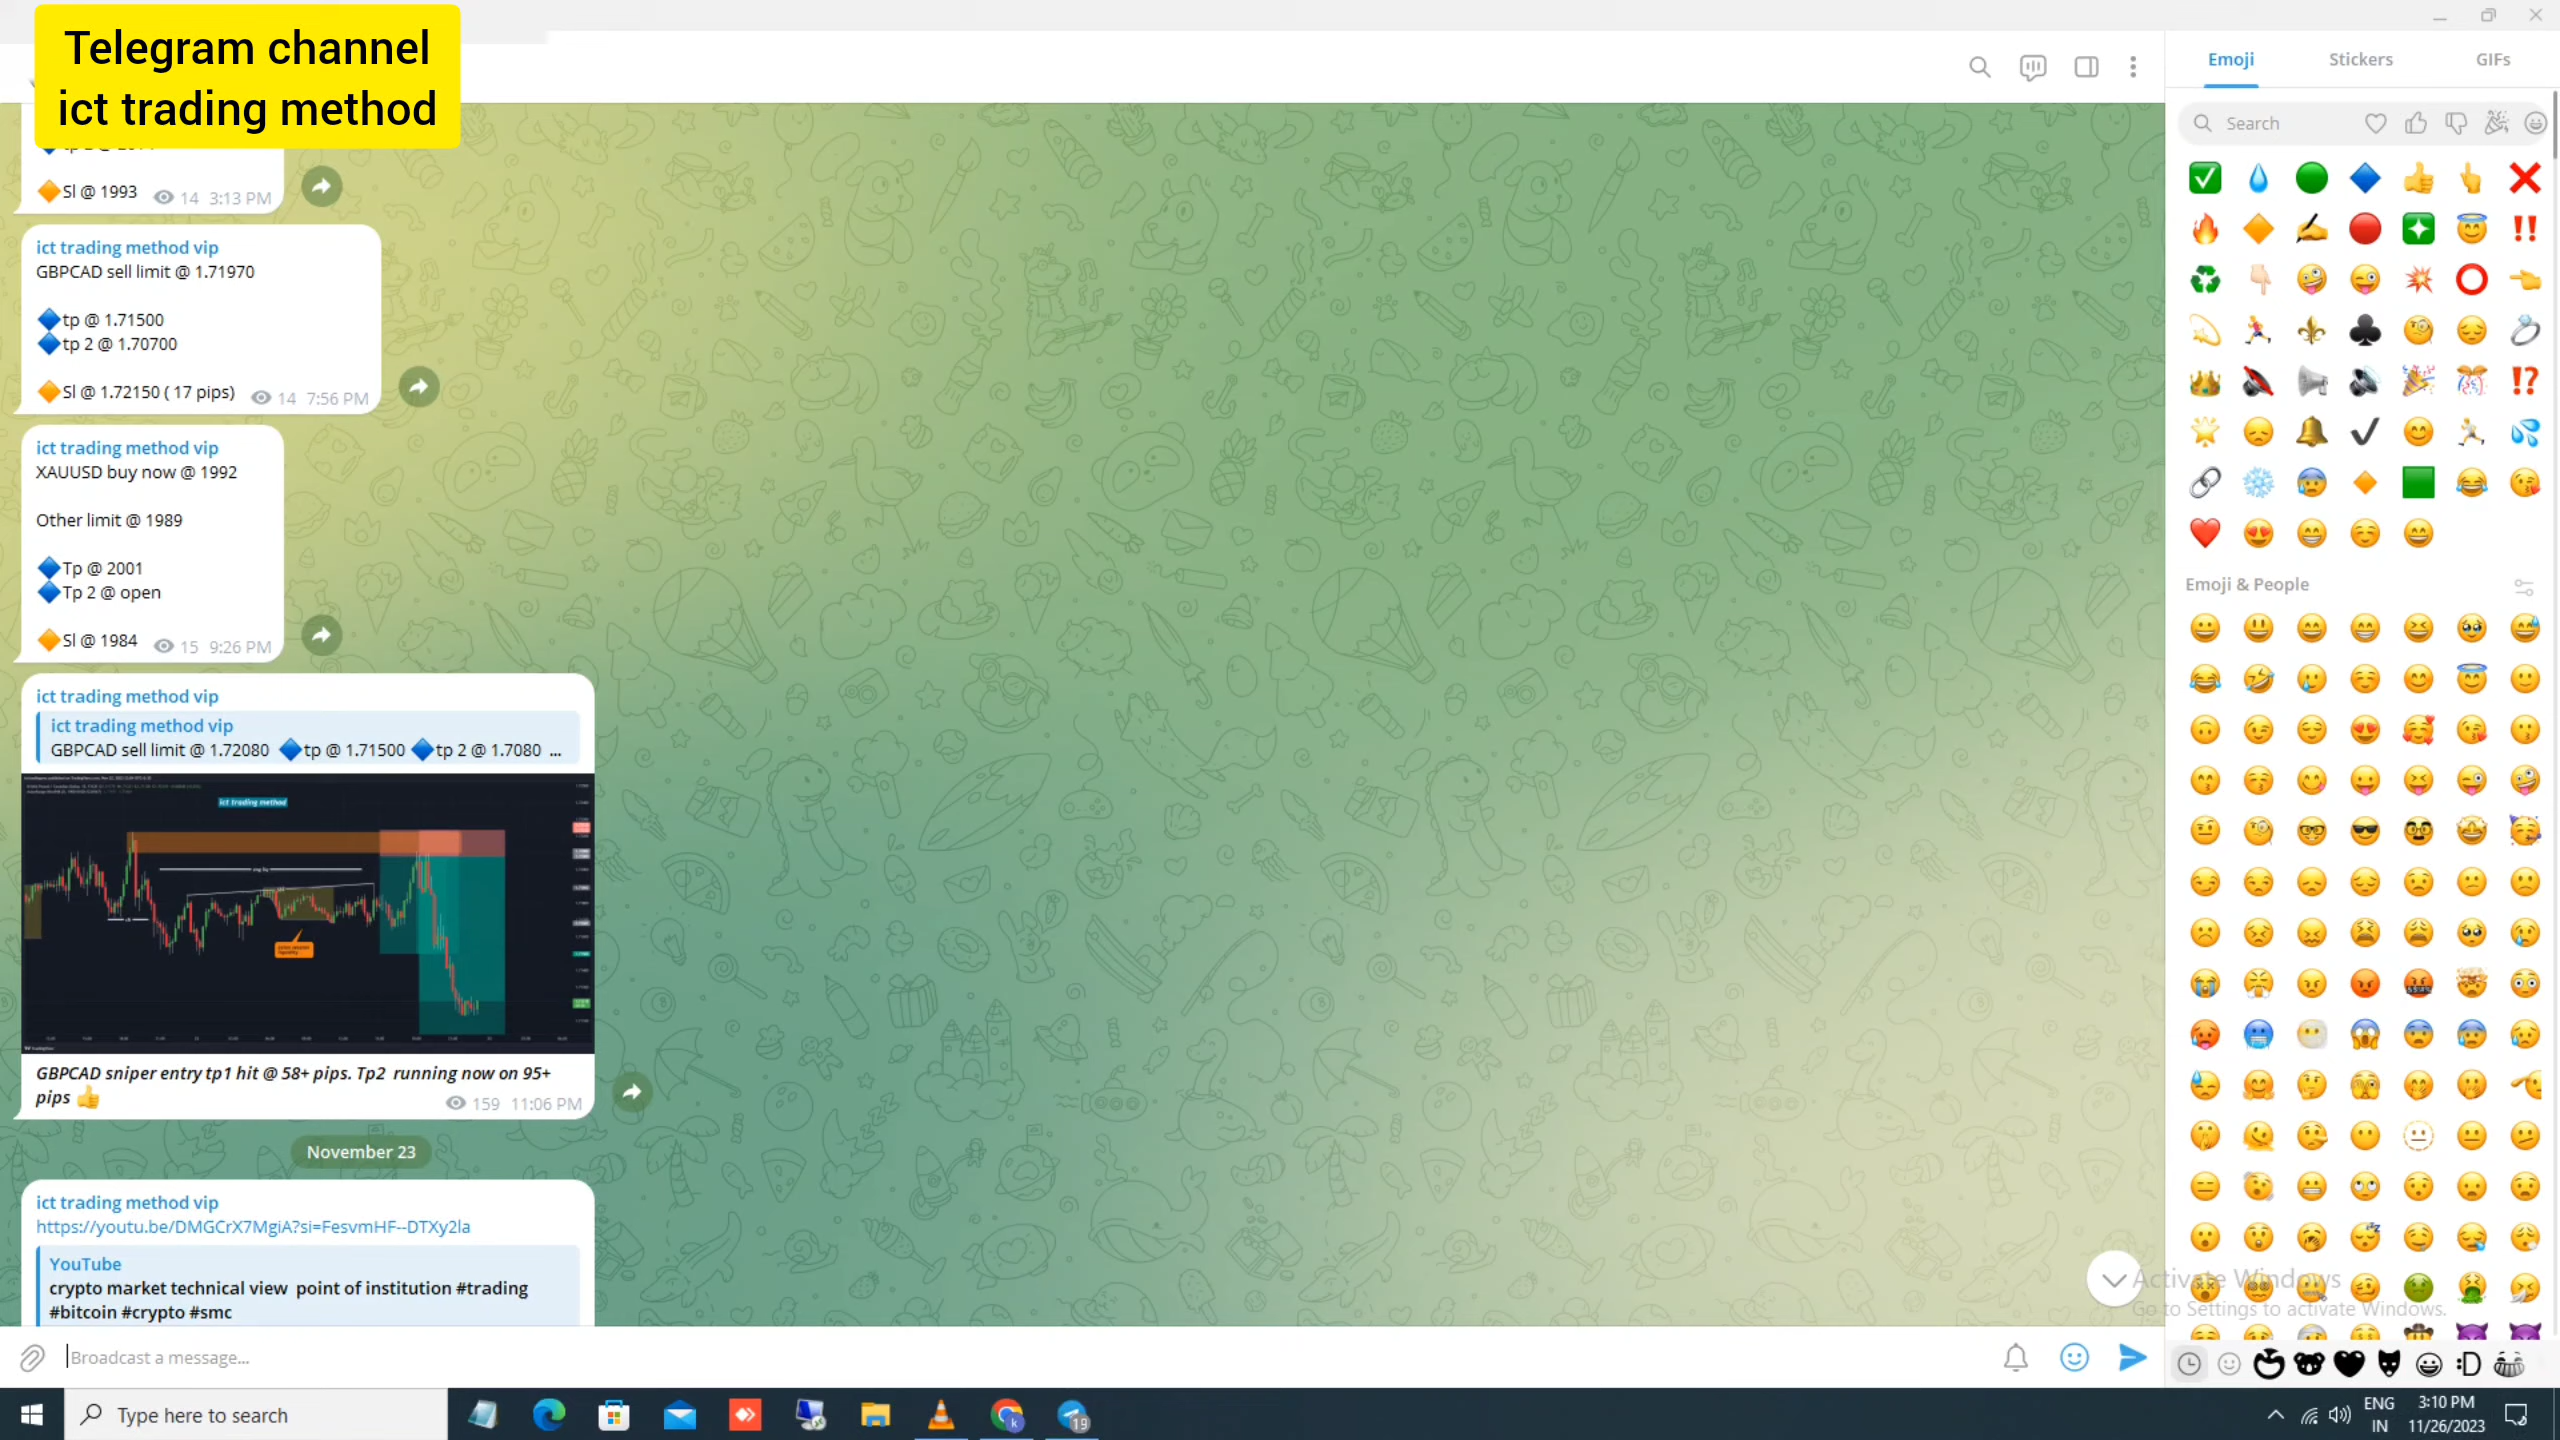 Telegram channel
ict trading method
Sl @ 1993 14 3:13 PM
ict trading method vip
GBPCAD sell limit @ 1.71970
tp @ 1.71500
tp 2 @ 1.70700
Sl @ 1.72150 ( 17 pips) 14 7:56 PM
ict trading method vip
XAUUSD buy now @ 1992
Other limit @ 1989
Tp @ 2001
Tp 2 @ open
Sl @ 1984 15 9:26 PM
ict trading method vip
ict trading method vip
GBPCAD sell limit @ 1.72080 tp @ 1.71500 tp 2 @ 1.7080 ...
ict trading method
GBPCAD sniper entry tp1 hit @ 58+ pips. Tp2 running now on 95+
pips 159 11:06 PM
November 23
ict trading method vip
https://youtu.be/DMGCrX7MgiA?si=FesvmHF--DTXy2la
YouTube
crypto market technical view point of institution #trading
#bitcoin #crypto #smc
Broadcast a message...
Emoji Stickers GIFs
Search
Emoji & People
Activate Windows
Go to Settings to activate Windows.
Type here to search
19
ENG
IN
3:10 PM
11/26/2023